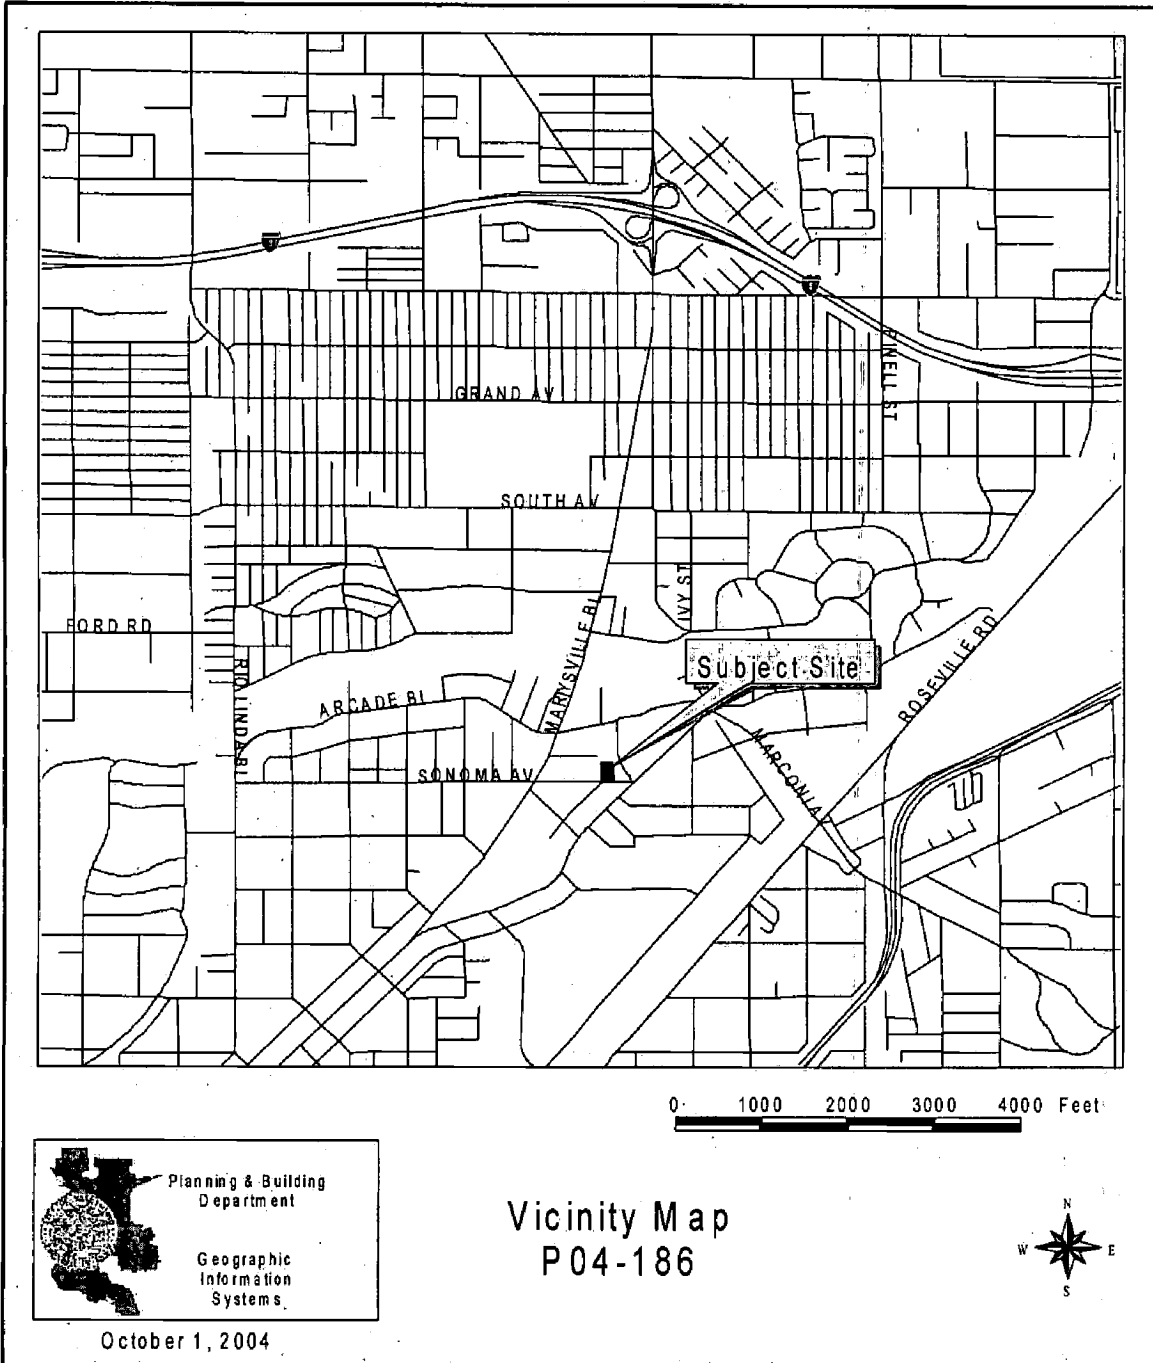 GRAND AV
SOUTH AV
IVY ST
FORD RD
MARYSVILLE BL
Subject Site
ROSEVILLE RD
RIO LINDA BL
ARCADE BL
MARCONI AV
SONOMA AV
0 1000 2000 3000 4000 Feet
Planning & Building
Department
Geographic
Information
Systems
Vicinity Map
P04-186
N
W E
S
October 1, 2004